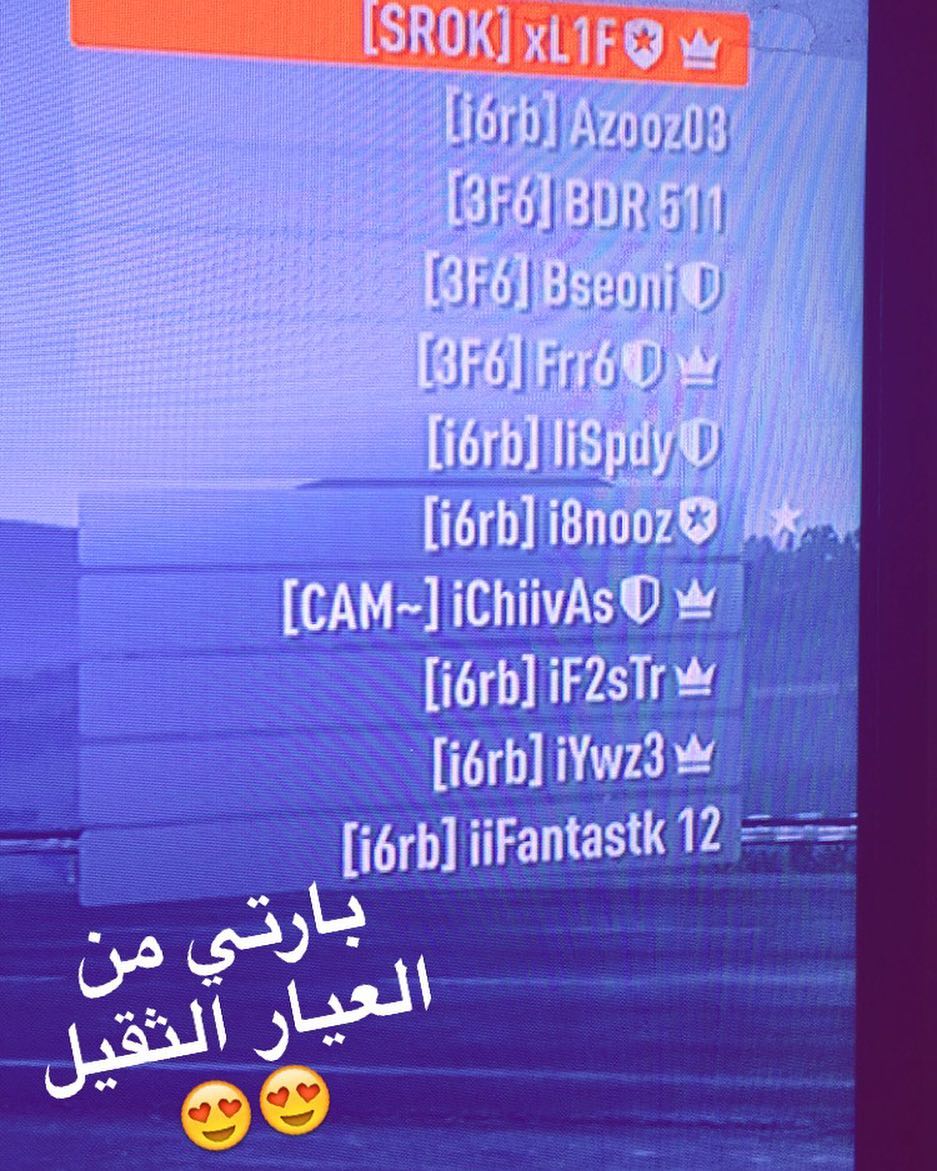 [SROK] xL1F
[i6rb] Azooz03
[3F6] BDR 511
[3F6] Bseoni
[3F6] Frr6
[i6rb] IiSpdy
[i6rb] i8nooz
[CAM~] iChiivAs
[i6rb] iF2sTr
[i6rb] iYwz3
[i6rb] iiFantastk 12
بارتي من
العيار الثقيل
😍😍